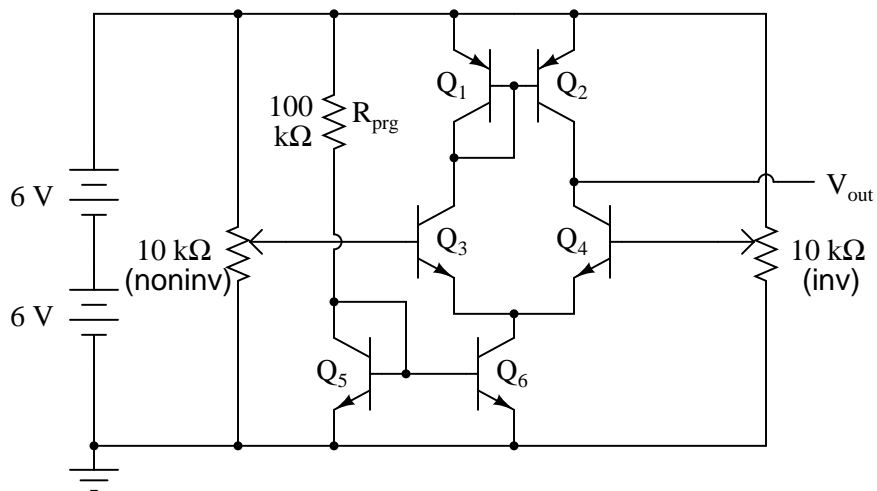 Q1
Q2
100
kΩ
Rprg
6 V
Vout
Q3
Q4
10 kΩ
(noninv)
10 kΩ
(inv)
6 V
Q5
Q6